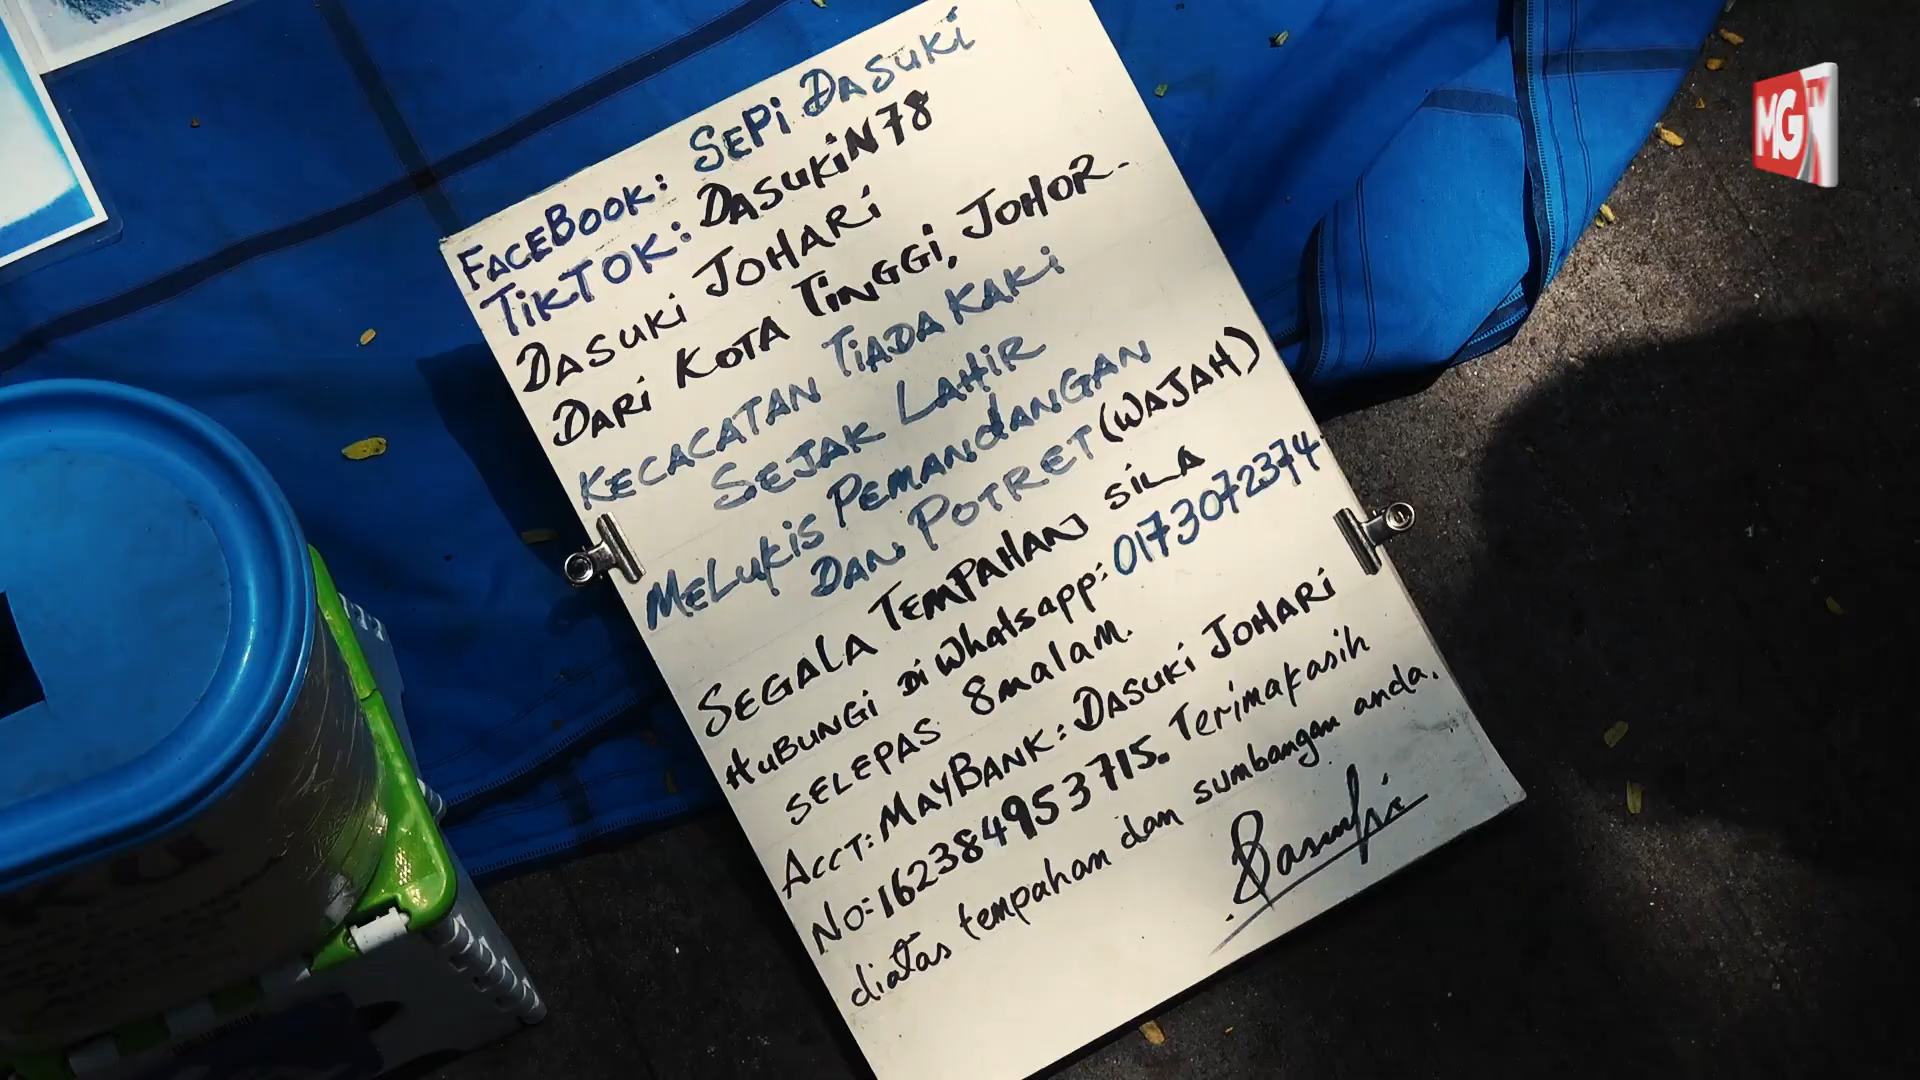 FACEBOOK: SEPI DASUKI
TIKTOK: DASUKIN78
DASUKI JOHARI
DARI KOTA TINGGI, JOHOR.
KECACATAN TIADA KAKI
SEJAK LAHIR
MELUKIS PEMANDANGAN
DAN POTRET (WAJAH)
SEGALA TEMPAHAN SILA
HUBUNGI Di Whatsapp: 0173072374
SELEPAS 8malam.
ACCT: MAYBANK: DASUKI JOHARI
NO: 162384953715. Terimakasih
diatas tempahan dan sumbangan anda.
MGTV